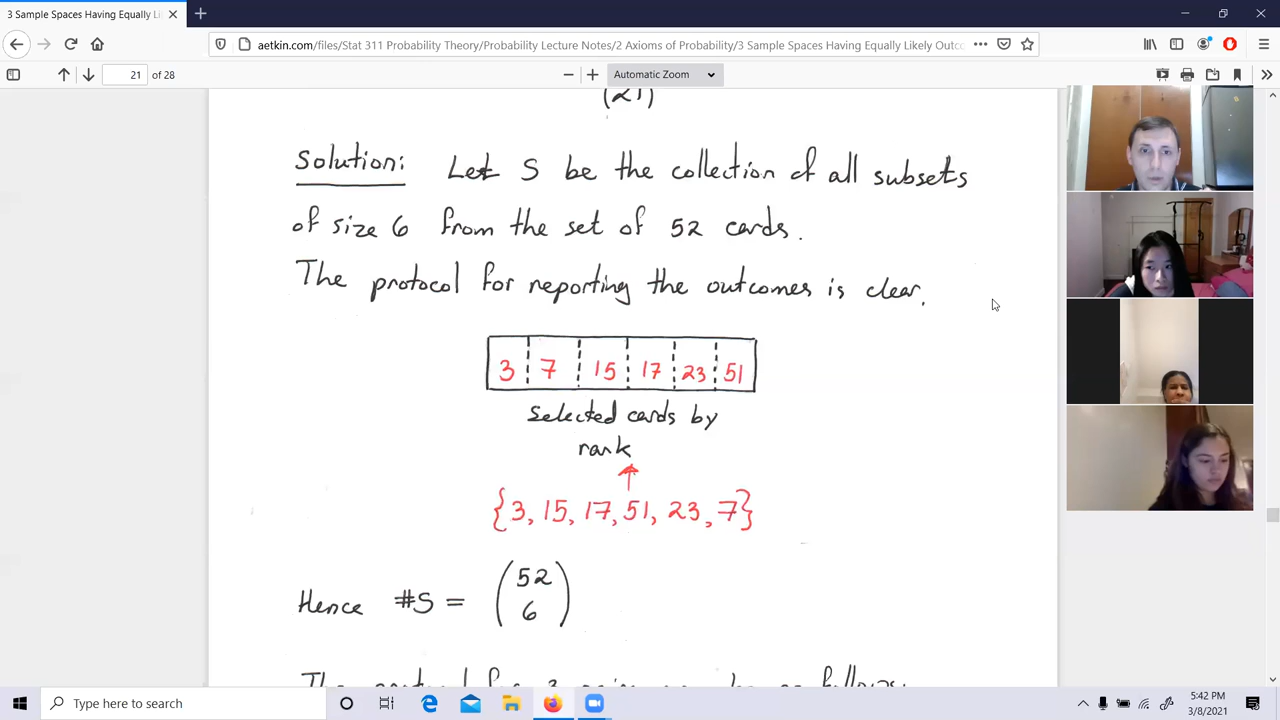 3 Sample Spaces Having Equally Li
aetkin.com/files/Stat 311 Probability Theory/Probability Lecture Notes/2 Axioms of Probability/3 Sample Spaces Having Equally Likely Outc
21 of 28
Automatic Zoom
(21)
Solution: Let S be the collection of all subsets
of size 6 from the set of 52 cards.
The protocol for reporting the outcomes is clear.
3 7 15 17 23 51
Selected cards by
rank
{3, 15, 17, 51, 23, 7}
Hence #S = (52
6)
Type here to search
5:42 PM
3/8/2021